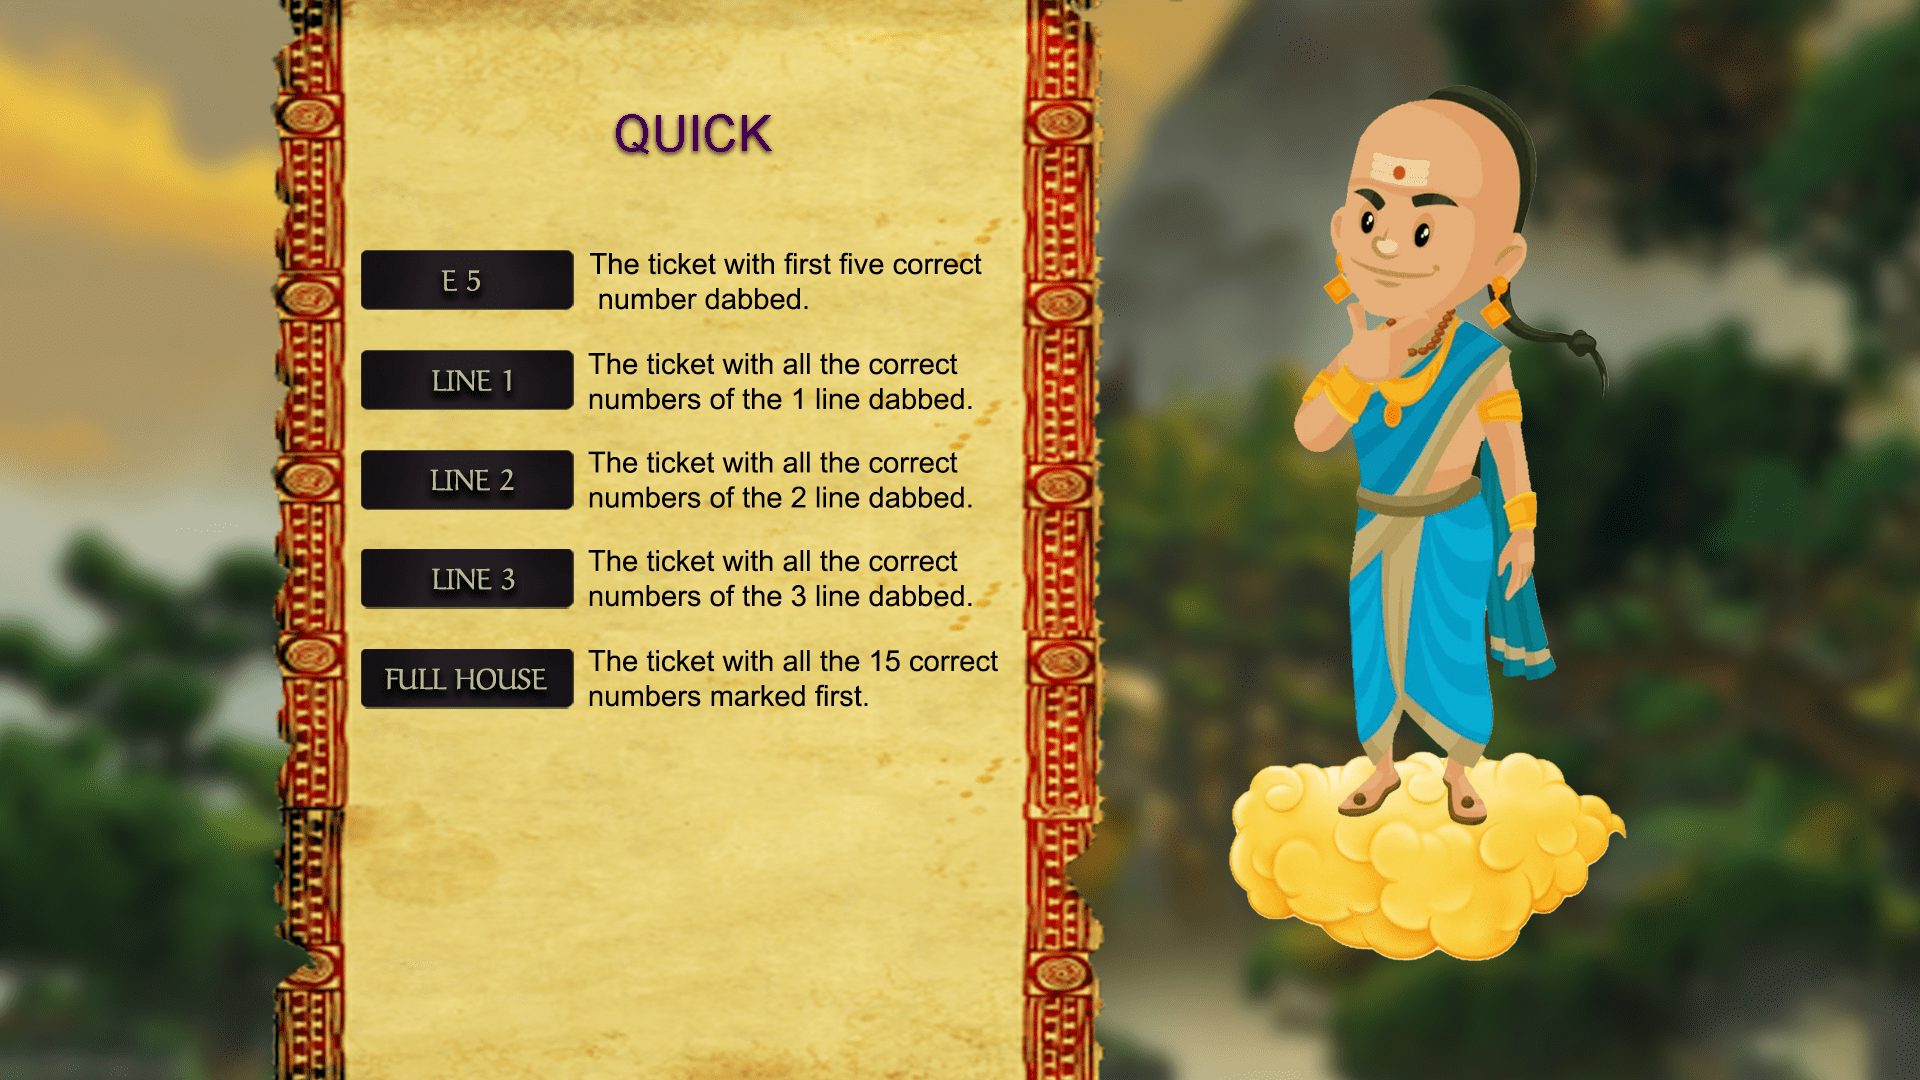 QUICK
E 5
The ticket with first five correct
number dabbed.
LINE 1
The ticket with all the correct
numbers of the 1 line dabbed.
LINE 2
The ticket with all the correct
numbers of the 2 line dabbed.
LINE 3
The ticket with all the correct
numbers of the 3 line dabbed.
FULL HOUSE
The ticket with all the 15 correct
numbers marked first.